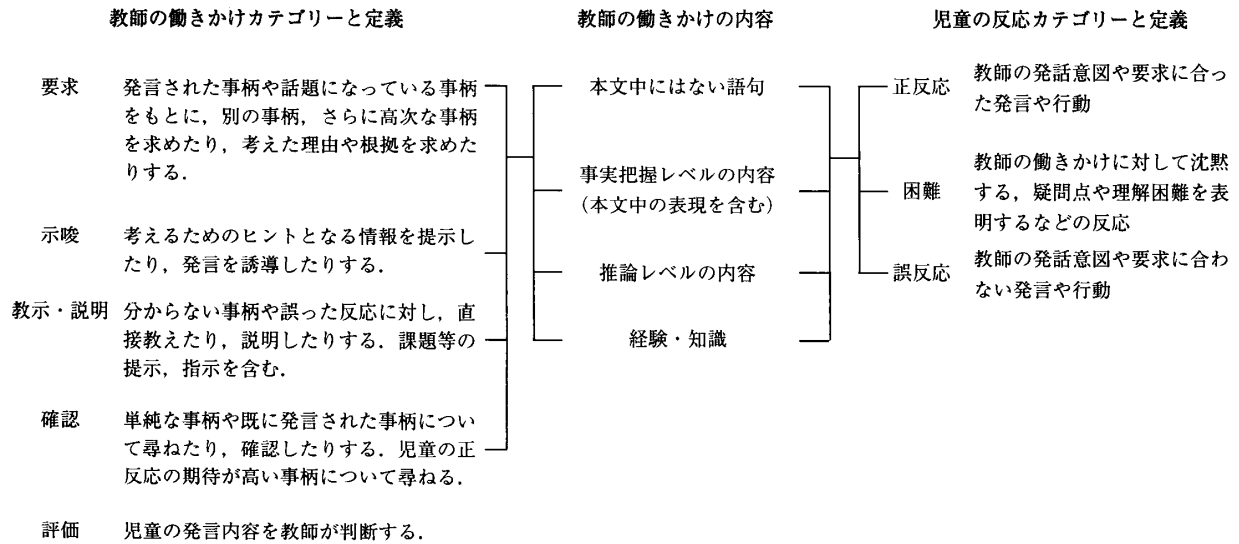 教師の働きかけカテゴリーと定義
要求 発言された事柄や話題になっている事柄
をもとに，別の事柄，さらに高次な事柄
を求めたり，考えた理由や根拠を求めた
りする．
示唆 考えるためのヒントとなる情報を提示し
たり，発言を誘導したりする．
教示・説明 分からない事柄や誤った反応に対し，直
接教えたり，説明したりする．課題等の
提示，指示を含む．
確認 単純な事柄や既に発言された事柄につい
て尋ねたり，確認したりする．児童の正
反応の期待が高い事柄について尋ねる．
評価 児童の発言内容を教師が判断する．
教師の働きかけの内容
本文中にはない語句
事実把握レベルの内容
（本文中の表現を含む）
推論レベルの内容
経験・知識
児童の反応カテゴリーと定義
正反応 教師の発話意図や要求に合っ
た発言や行動
困難 教師の働きかけに対して沈黙
する，疑問点や理解困難を表
明するなどの反応
誤反応 教師の発話意図や要求に合わ
ない発言や行動